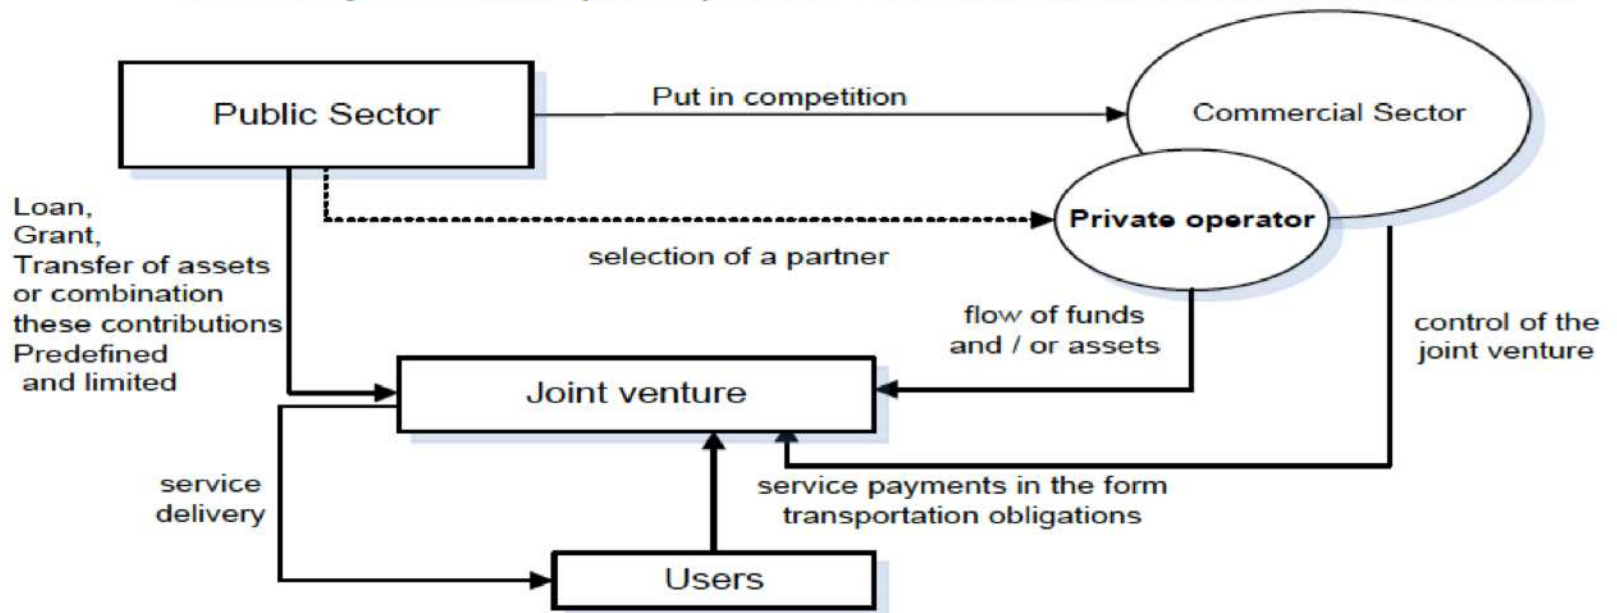 Public Sector
Put in competition
Commercial Sector
Private operator
selection of a partner
Loan,
Grant,
Transfer of assets
or combination
these contributions
Predefined
and limited
flow of funds
and / or assets
control of the
joint venture
Joint venture
service
delivery
service payments in the form
transportation obligations
Users